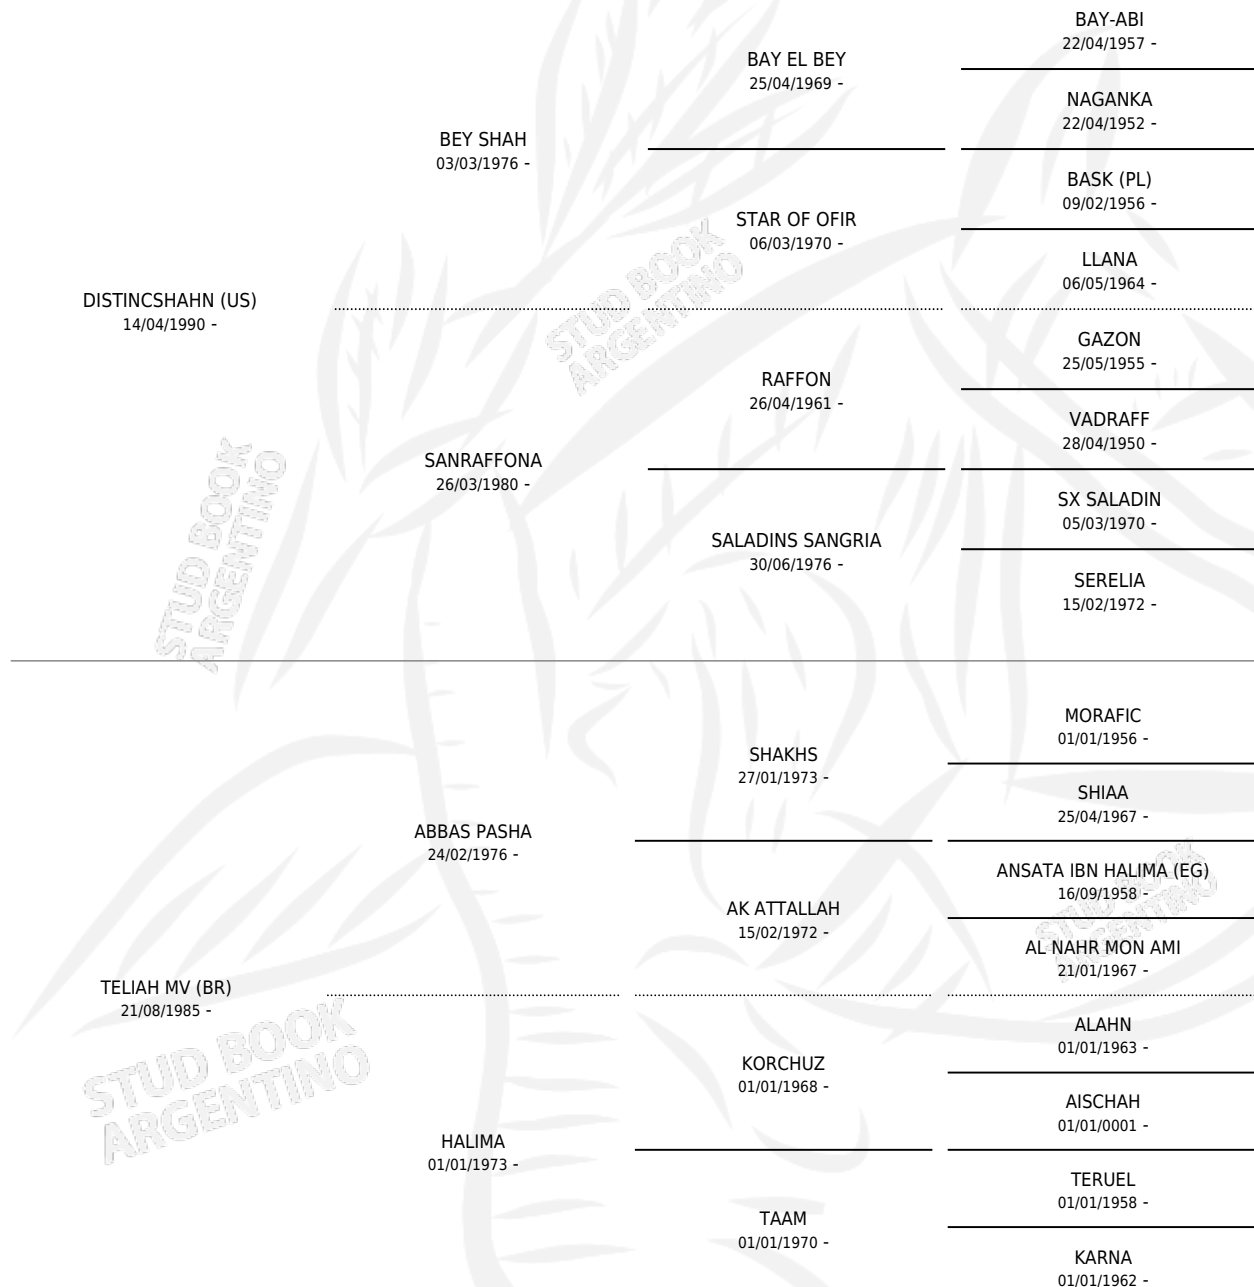 BAY-ABI
22/04/1957 -
BAY EL BEY
25/04/1969 -
NAGANKA
22/04/1952 -
BEY SHAH
03/03/1976 -
BASK (PL)
09/02/1956 -
STAR OF OFIR
06/03/1970 -
LLANA
06/05/1964 -
DISTINCSHAHN (US)
14/04/1990 -
GAZON
25/05/1955 -
RAFFON
26/04/1961 -
VADRAFF
28/04/1950 -
SANRAFFONA
26/03/1980 -
SX SALADIN
05/03/1970 -
SALADINS SANGRIA
30/06/1976 -
SERELIA
15/02/1972 -
MORAFIC
01/01/1956 -
SHAKHS
27/01/1973 -
SHIAA
25/04/1967 -
ABBAS PASHA
24/02/1976 -
ANSATA IBN HALIMA (EG)
16/09/1958 -
AK ATTALLAH
15/02/1972 -
AL NAHR MON AMI
21/01/1967 -
TELIAH MV (BR)
21/08/1985 -
ALAHN
01/01/1963 -
KORCHUZ
01/01/1968 -
AISCHAH
01/01/0001 -
HALIMA
01/01/1973 -
TERUEL
01/01/1958 -
TAAM
01/01/1970 -
KARNA
01/01/1962 -
STUD BOOK
ARGENTINO
STUD BOOK
ARGENTINO
STUD BOOK
ARGENTINO
STUD BOOK
ARGENTINO